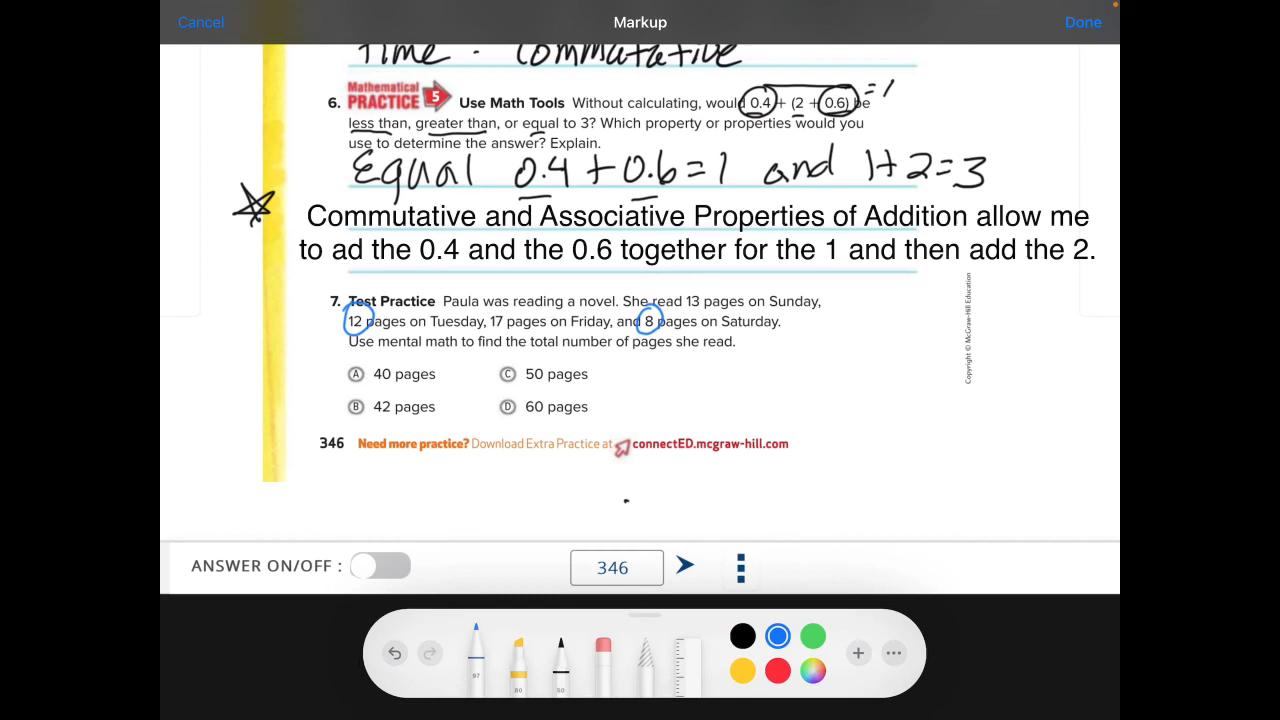 Cancel
Markup
Done
Time - Commutative
6. Mathematical PRACTICE 5 Use Math Tools Without calculating, would 0.4 + (2 + 0.6) be = 1
less than, greater than, or equal to 3? Which property or properties would you
use to determine the answer? Explain.
Equal 0.4 + 0.6 = 1 and 1 + 2 = 3
Commutative and Associative Properties of Addition allow me
to ad the 0.4 and the 0.6 together for the 1 and then add the 2.
7. Test Practice Paula was reading a novel. She read 13 pages on Sunday,
12 pages on Tuesday, 17 pages on Friday, and 8 pages on Saturday.
Use mental math to find the total number of pages she read.
Ⓐ 40 pages Ⓒ 50 pages
Ⓑ 42 pages Ⓓ 60 pages
346 Need more practice? Download Extra Practice at connectED.mcgraw-hill.com
Copyright © McGraw-Hill Education
ANSWER ON/OFF :
346
97
80
50